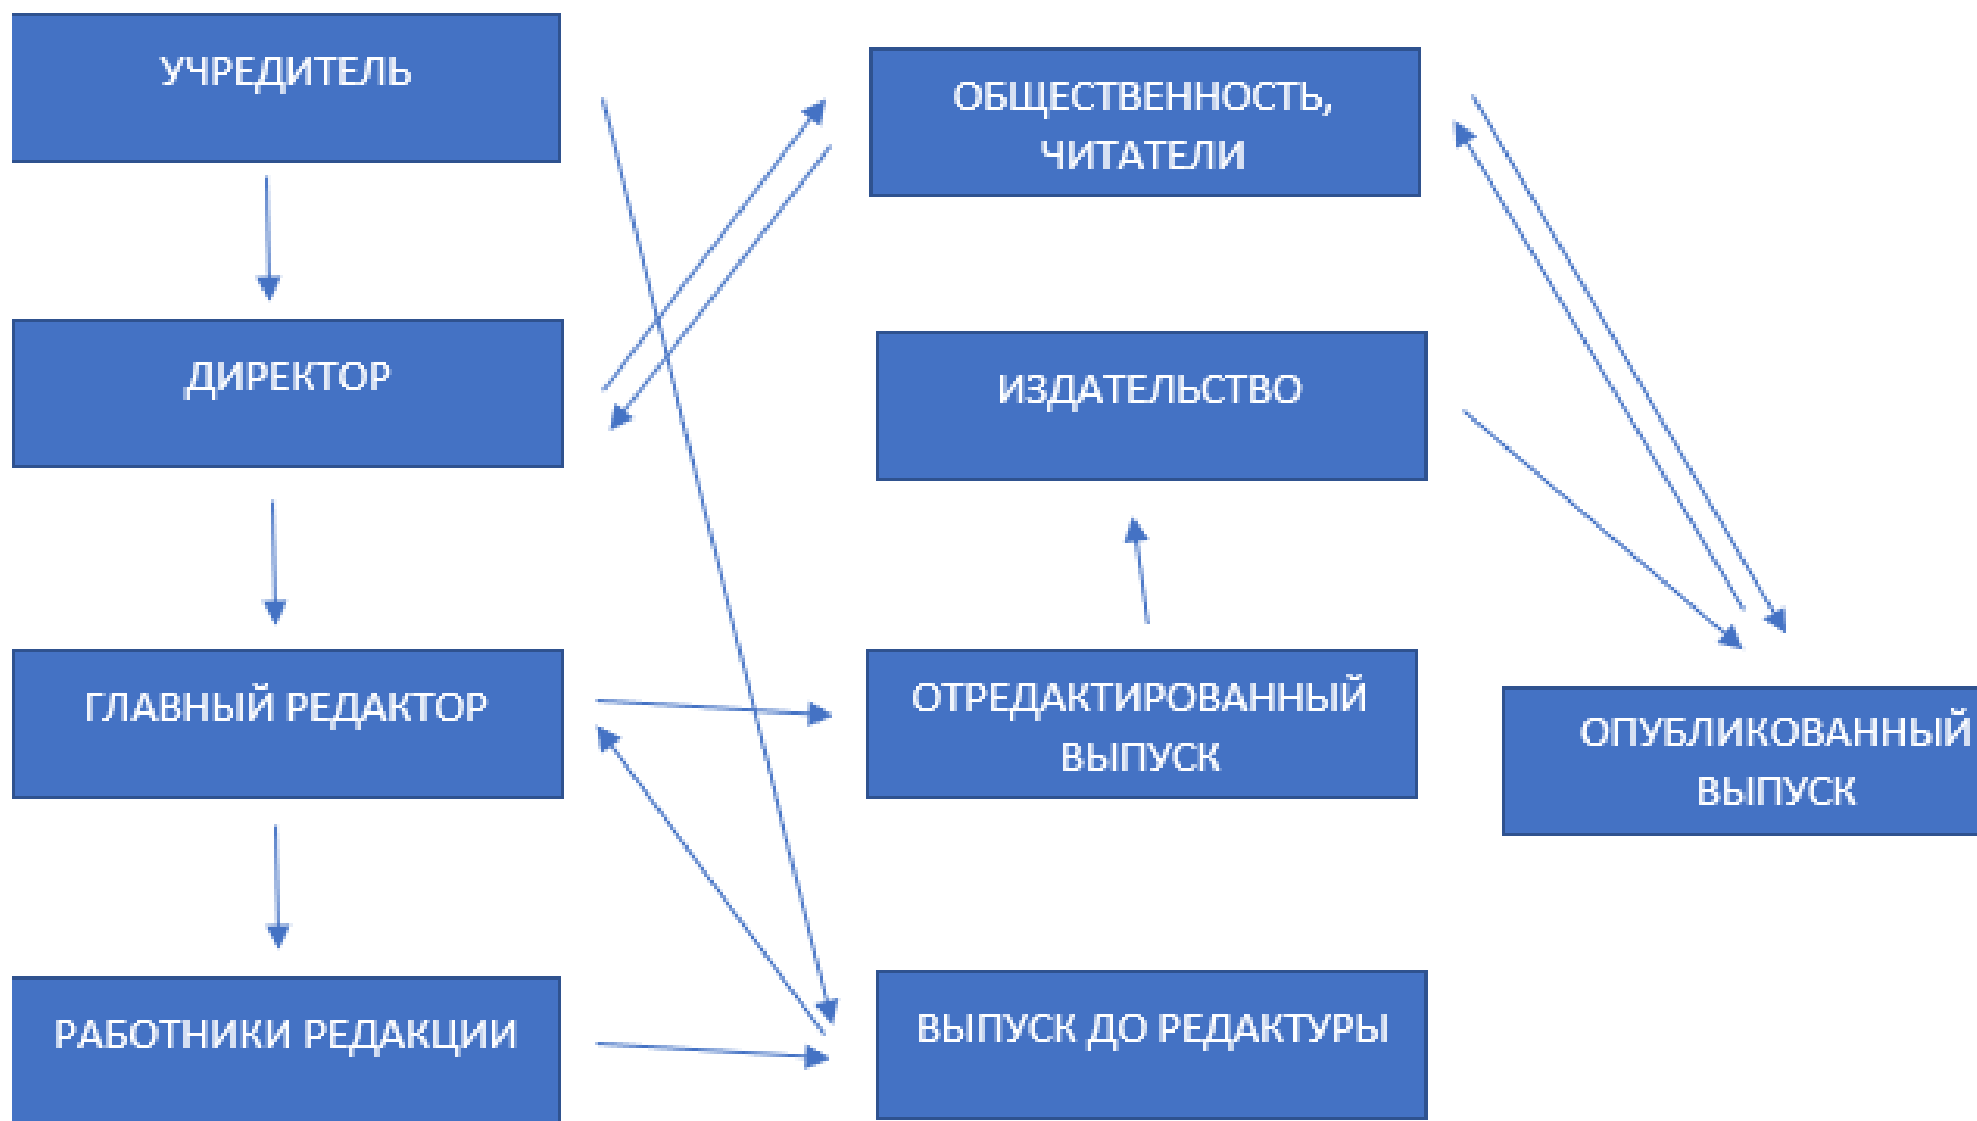 УЧРЕДИТЕЛЬ
ОБЩЕСТВЕННОСТЬ,
ЧИТАТЕЛИ
ДИРЕКТОР
ИЗДАТЕЛЬСТВО
ГЛАВНЫЙ РЕДАКТОР
ОТРЕДАКТИРОВАННЫЙ
ВЫПУСК
ОПУБЛИКОВАННЫЙ
ВЫПУСК
РАБОТНИКИ РЕДАКЦИИ
ВЫПУСК ДО РЕДАКТУРЫ